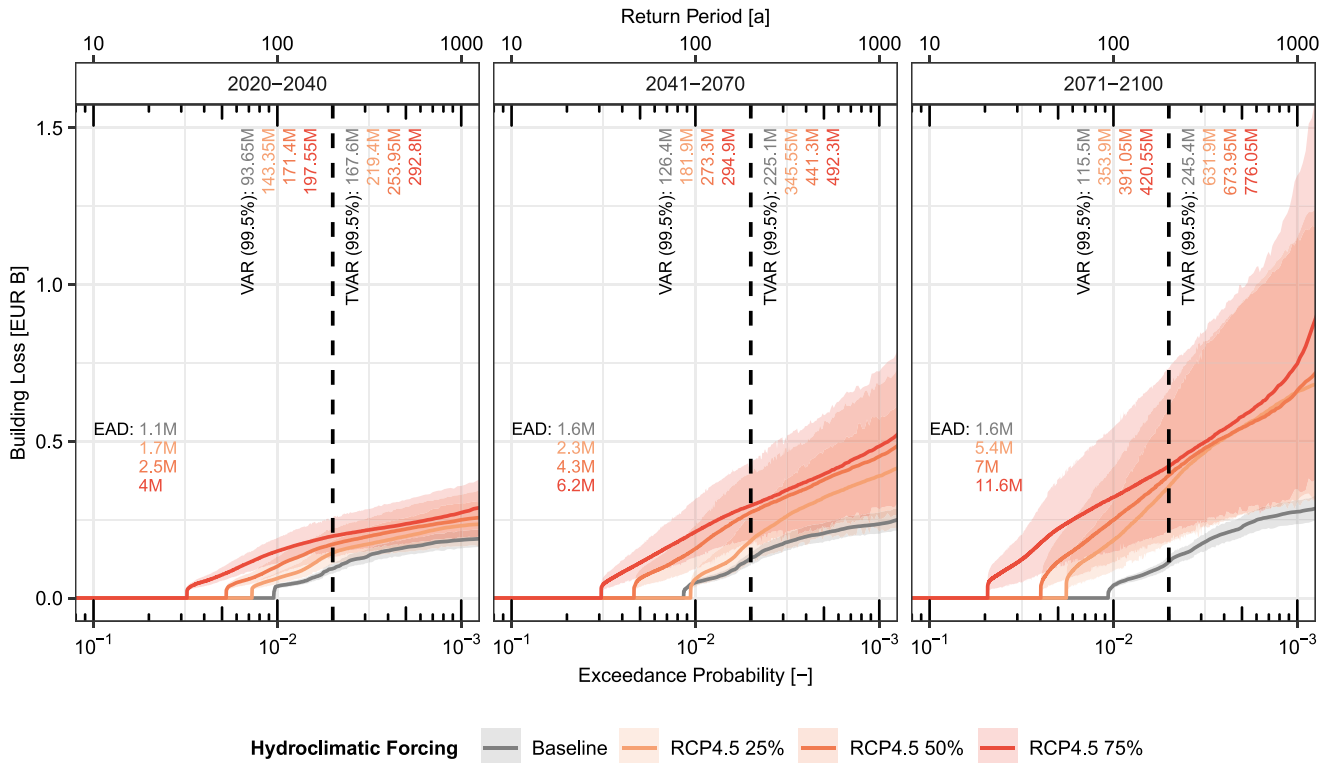 Return Period [a]
10 100 1000 10 100 1000 10 100 1000
2020−2040 2041−2070 2071−2100
Building Loss [EUR B]
1.5
1.0
0.5
0.0
VAR (99.5%): 93.65M
143.35M
171.4M
197.55M
TVAR (99.5%): 167.6M
219.4M
253.95M
292.8M
EAD: 1.1M
1.7M
2.5M
4M
VAR (99.5%): 126.4M
181.9M
273.3M
294.9M
TVAR (99.5%): 225.1M
345.55M
441.3M
492.3M
EAD: 1.6M
2.3M
4.3M
6.2M
VAR (99.5%): 115.5M
353.9M
391.05M
420.55M
TVAR (99.5%): 245.4M
631.9M
673.95M
776.05M
EAD: 1.6M
5.4M
7M
11.6M
10⁻¹ 10⁻² 10⁻³ 10⁻¹ 10⁻² 10⁻³ 10⁻¹ 10⁻² 10⁻³
Exceedance Probability [−]
Hydroclimatic Forcing Baseline RCP4.5 25% RCP4.5 50% RCP4.5 75%